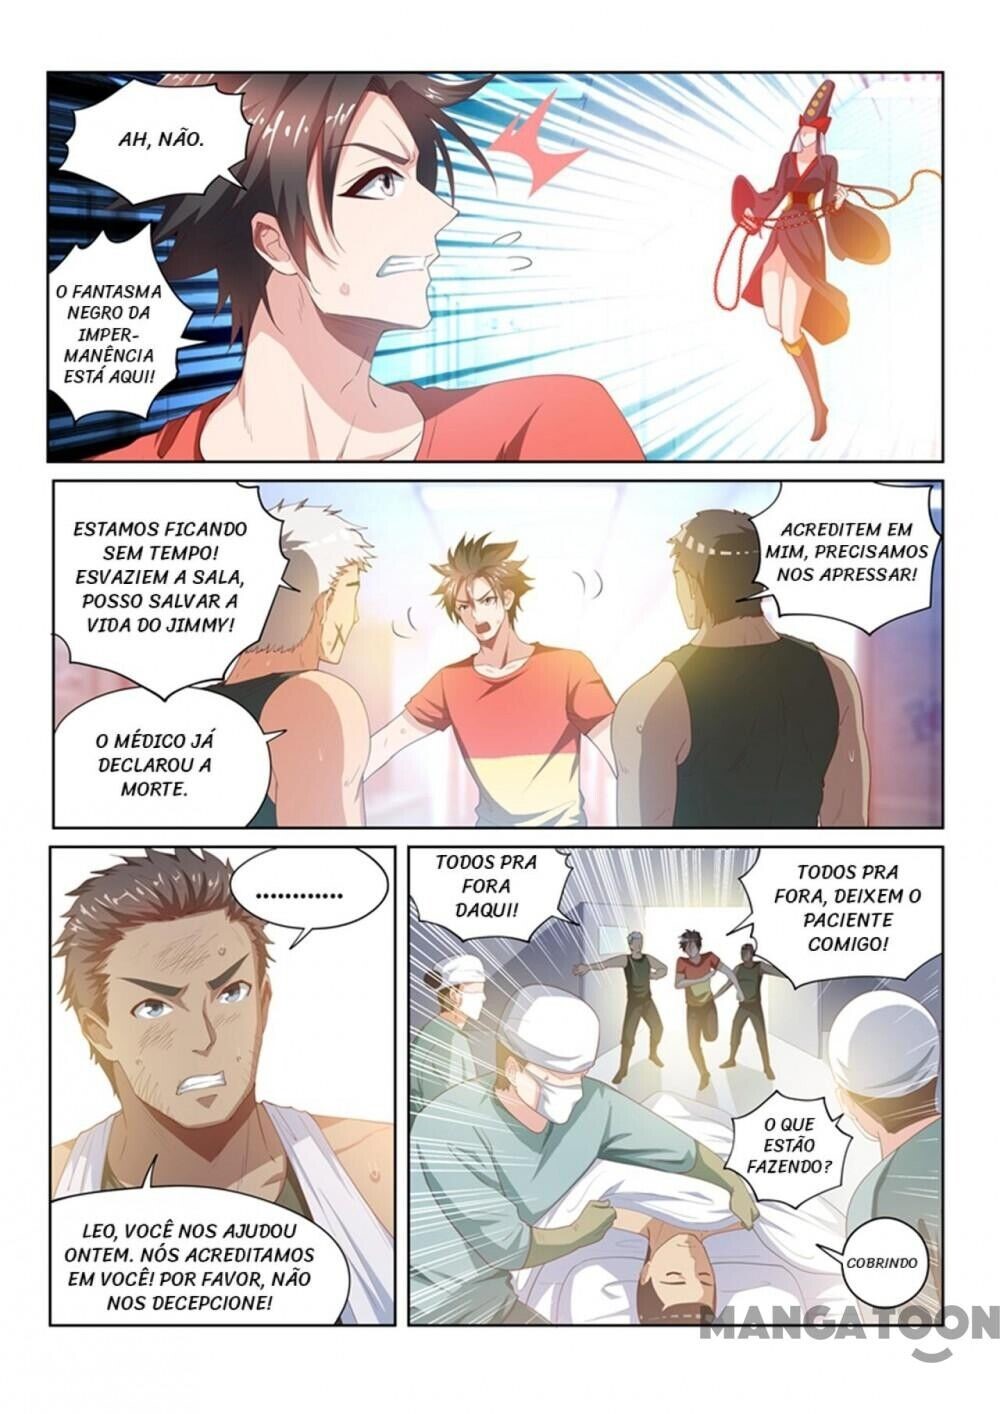 AH, NÃO.
O FANTASMA
NEGRO DA
IMPER-
MANÊNCIA
ESTÁ AQUI!
ESTAMOS FICANDO
SEM TEMPO!
ESVAZIEM A SALA,
POSSO SALVAR A
VIDA DO JIMMY!
ACREDITEM EM
MIM, PRECISAMOS
NOS APRESSAR!
O MÉDICO JÁ
DECLAROU A
MORTE.
..............
LEO, VOCÊ NOS AJUDOU
ONTEM. NÓS ACREDITAMOS
EM VOCÊ! POR FAVOR, NÃO
NOS DECEPCIONE!
TODOS PRA
FORA
DAQUI!
TODOS PRA
FORA, DEIXEM O
PACIENTE
COMIGO!
O QUE
ESTÃO
FAZENDO?
COBRINDO
MANGATOON